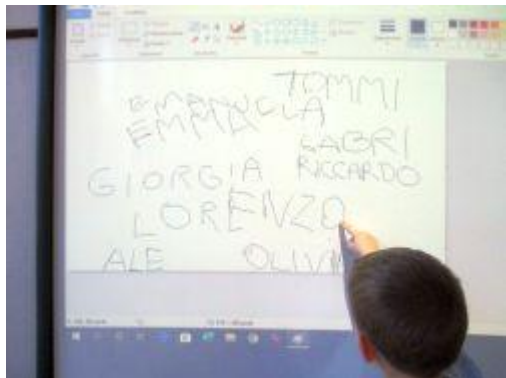 TOMMI
EMANUELA
EMMA
GABRI
RICCARDO
GIORGIA
LORENZO
ALE